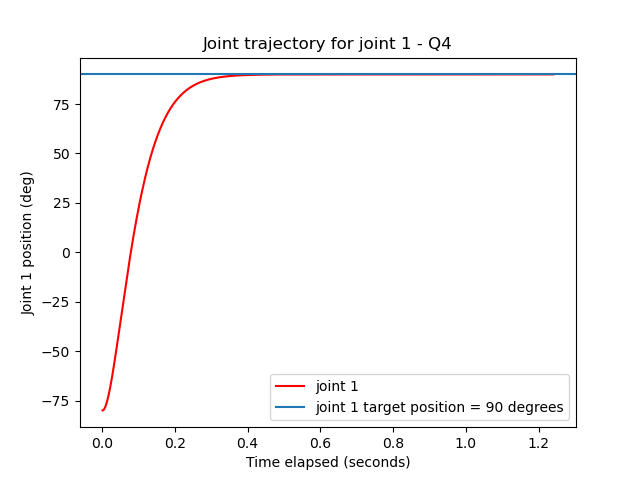 Joint trajectory for joint 1 - Q4
Joint 1 position (deg)
75
50
25
0
−25
−50
−75
joint 1
joint 1 target position = 90 degrees
0.0 0.2 0.4 0.6 0.8 1.0 1.2
Time elapsed (seconds)